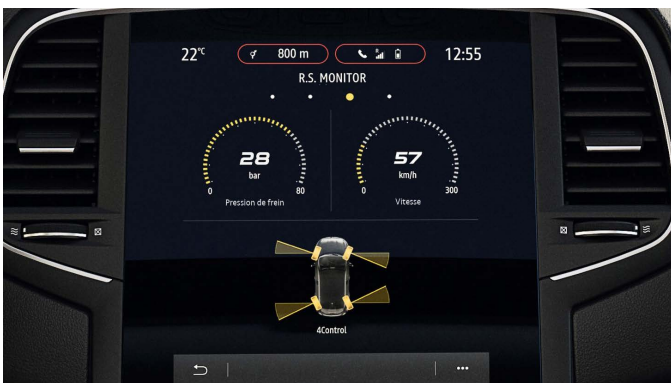 22°C 800 m R 12:55
R.S. MONITOR
28 57
bar km/h
0 80 0 300
Pression de frein Vitesse
4Control